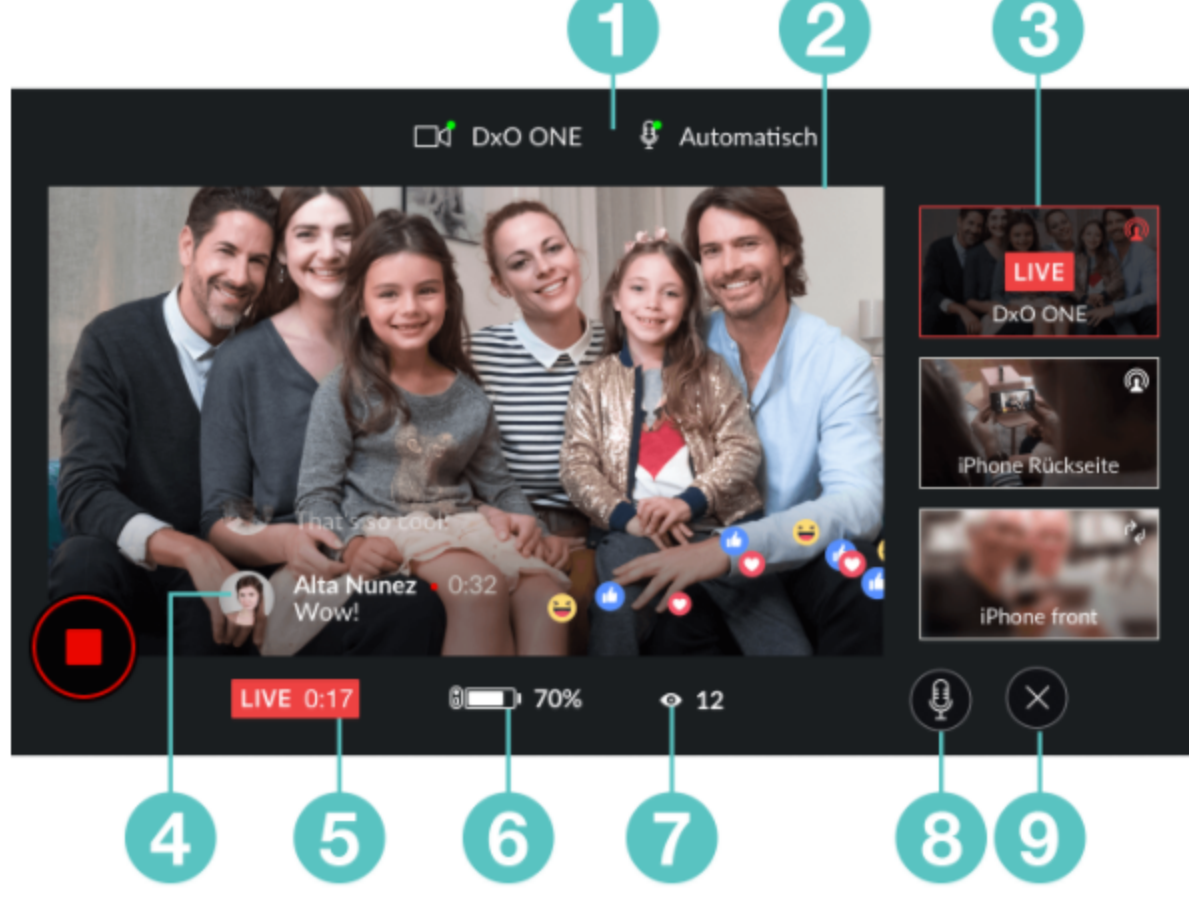 1 2 3
DxO ONE Automatisch
LIVE
DxO ONE
iPhone Rückseite
iPhone front
That's so cool!
Alta Nunez • 0:32
Wow!
LIVE 0:17 70% 12
4 5 6 7 8 9